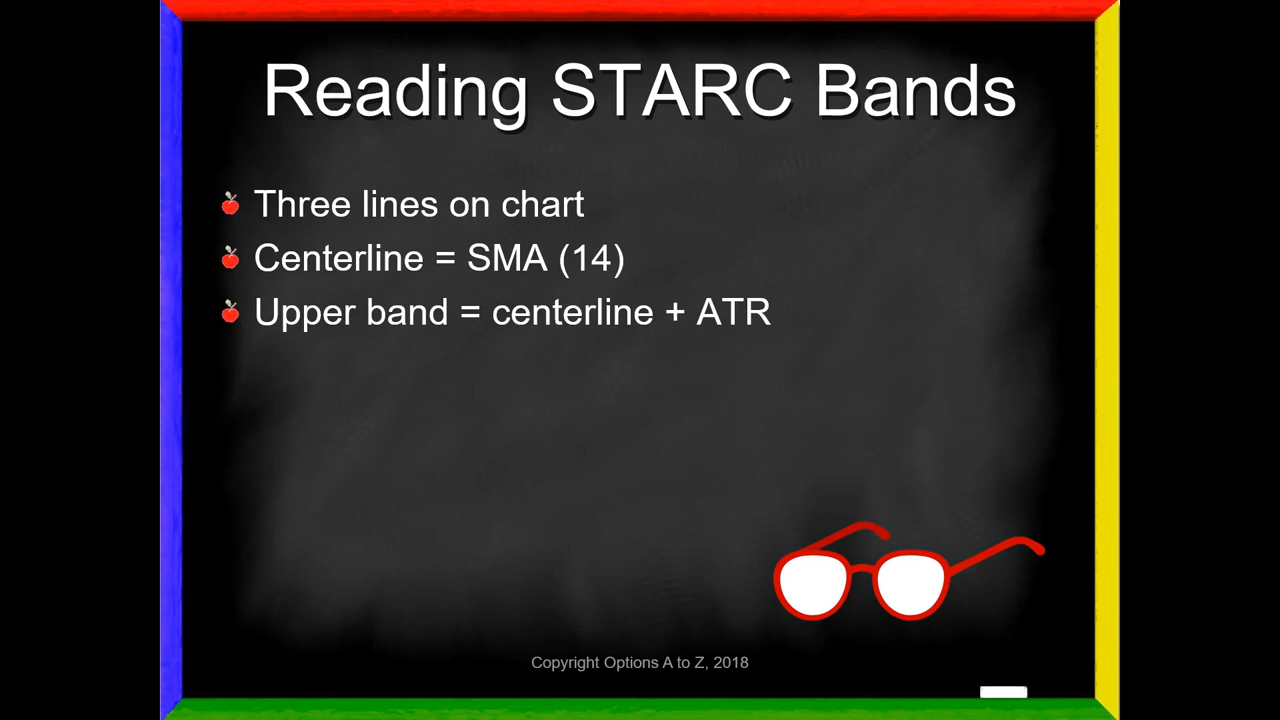 Reading STARC Bands
Three lines on chart
Centerline = SMA (14)
Upper band = centerline + ATR
Copyright Options A to Z, 2018